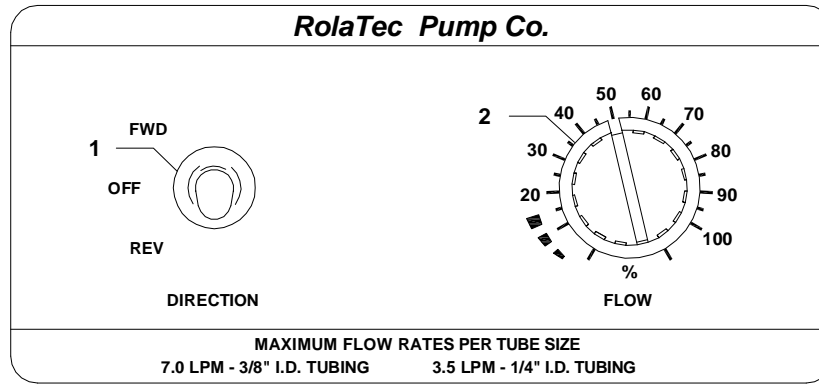 RolaTec Pump Co.
1
FWD
OFF
REV
DIRECTION
2
20
30
40
50
60
70
80
90
100
%
FLOW
MAXIMUM FLOW RATES PER TUBE SIZE
7.0 LPM - 3/8" I.D. TUBING 3.5 LPM - 1/4" I.D. TUBING